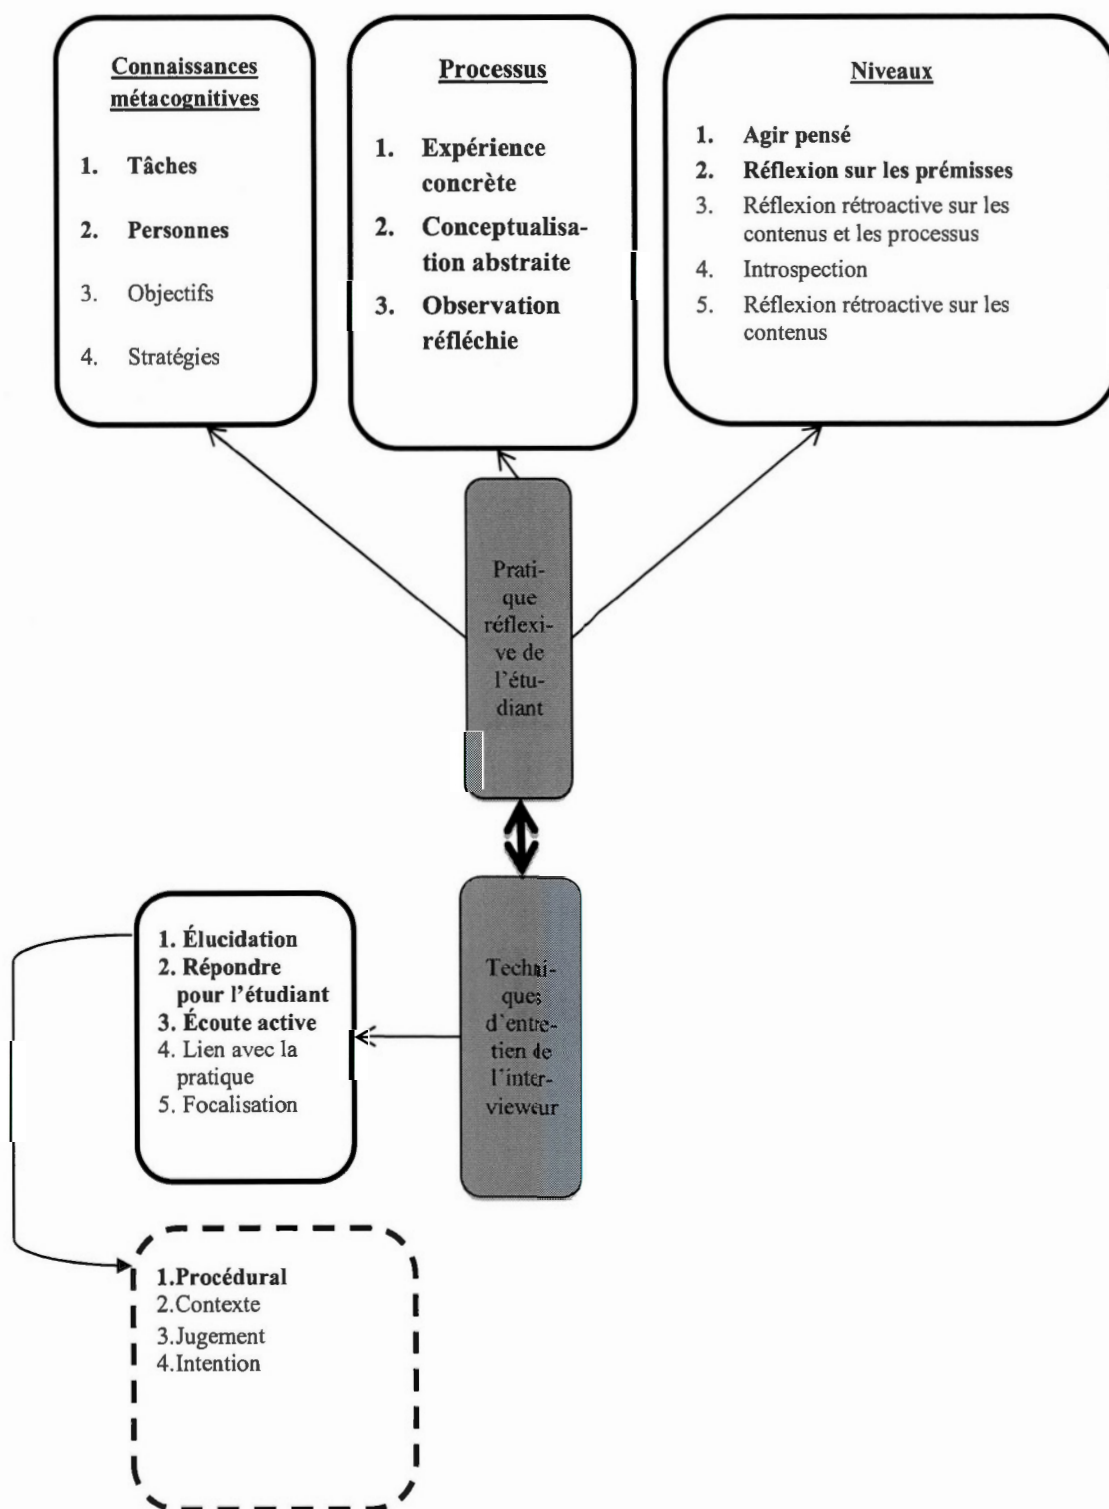 Connaissances
métacognitives
1. Tâches
2. Personnes
3. Objectifs
4. Stratégies
Processus
1. Expérience
concrète
2. Conceptualisa-
tion abstraite
3. Observation
réfléchie
Niveaux
1. Agir pensé
2. Réflexion sur les prémisses
3. Réflexion rétroactive sur les
contenus et les processus
4. Introspection
5. Réflexion rétroactive sur les
contenus
Prati-
que
réflexi-
ve de
l'étu-
diant
1. Élucidation
2. Répondre
pour l'étudiant
3. Écoute active
4. Lien avec la
pratique
5. Focalisation
Techni-
ques
d'entre-
tien de
l'inter-
vieweur
1.Procédural
2.Contexte
3.Jugement
4.Intention